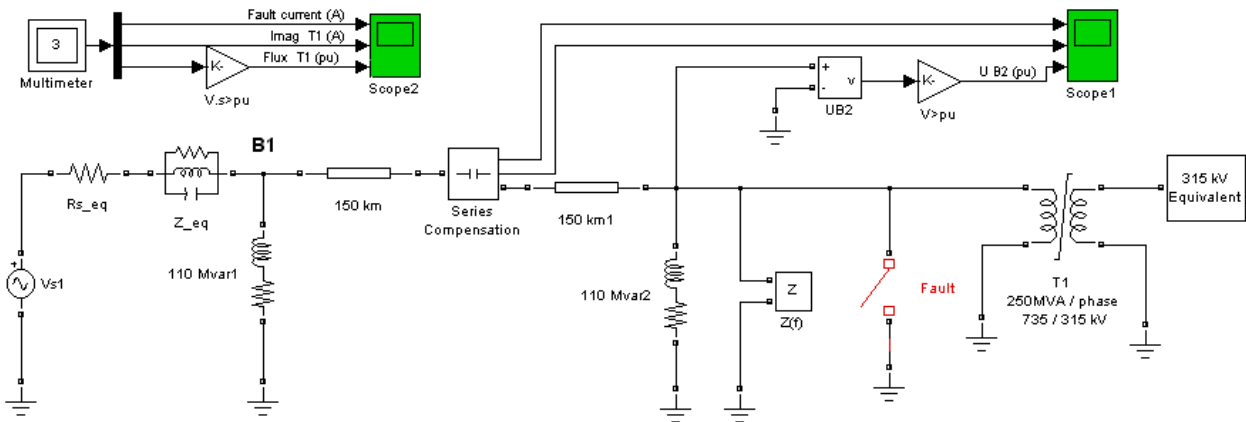 Fault current (A)
Imag T1 (A)
Flux T1 (pu)
3
Multimeter
K-
V.s>pu
Scope2
+
-
v
UB2
K-
V>pu
U B2 (pu)
Scope1
B1
Rs_eq
Z_eq
150 km
Series
Compensation
150 km1
315 kV
Equivalent
+
Vs1
110 Mvar1
110 Mvar2
Z
Z(f)
Fault
T1
250MVA / phase
735 / 315 kV